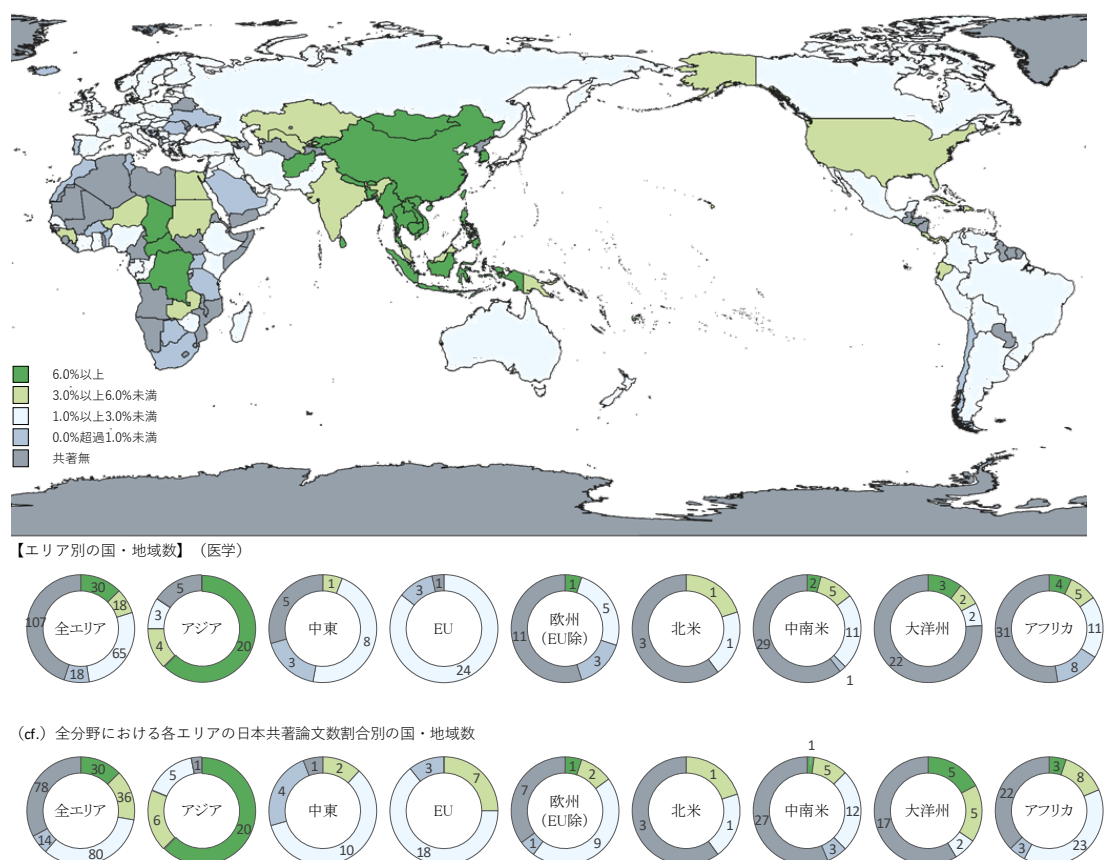 6.0%以上
3.0%以上6.0%未満
1.0%以上3.0%未満
0.0%超過1.0%未満
共著無
【エリア別の国・地域数】（医学）
全エリア
30
18
65
18
107
アジア
20
4
3
5
中東
1
8
3
5
EU
24
3
1
欧州
(EU除)
1
5
3
11
北米
1
1
3
中南米
2
5
11
1
29
大洋州
3
2
2
22
アフリカ
4
5
11
8
31
（cf.）全分野における各エリアの日本共著論文数割合別の国・地域数
全エリア
30
36
80
14
78
アジア
20
6
5
1
中東
2
10
4
1
EU
7
18
3
欧州
(EU除)
1
2
9
1
7
北米
1
1
3
中南米
1
5
12
3
27
大洋州
5
5
2
17
アフリカ
3
8
23
3
22